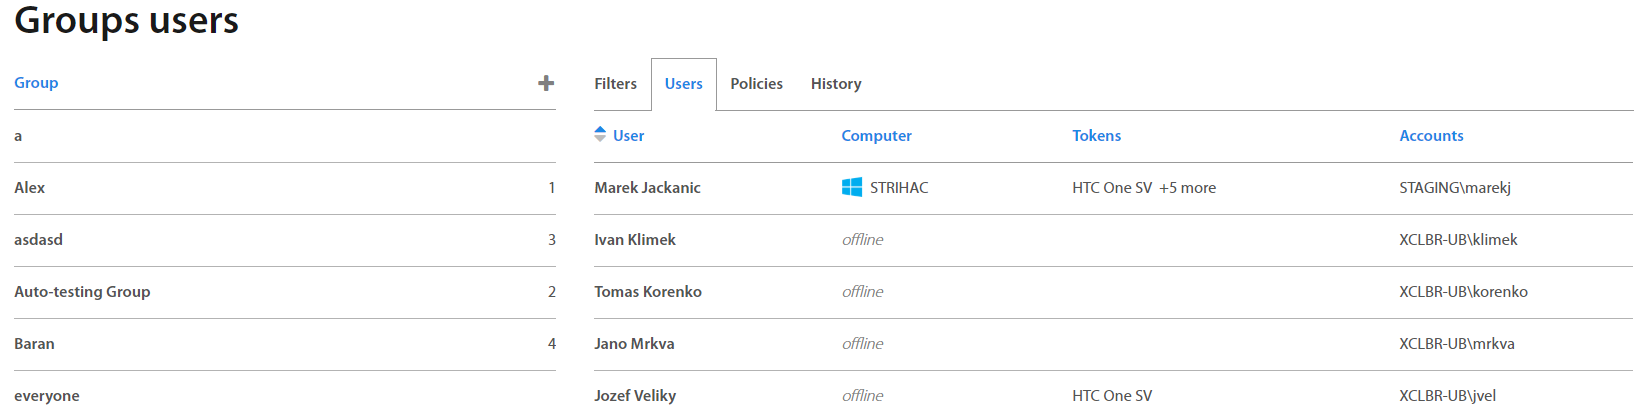 Groups users
Group
a
Alex 1
asdasd 3
Auto-testing Group 2
Baran 4
everyone
Filters Users Policies History
User Computer Tokens Accounts
Marek Jackanic STRIHAC HTC One SV +5 more STAGING\marekj
Ivan Klimek offline XCLBR-UB\klimek
Tomas Korenko offline XCLBR-UB\korenko
Jano Mrkva offline XCLBR-UB\mrkva
Jozef Veliky offline HTC One SV XCLBR-UB\jvel